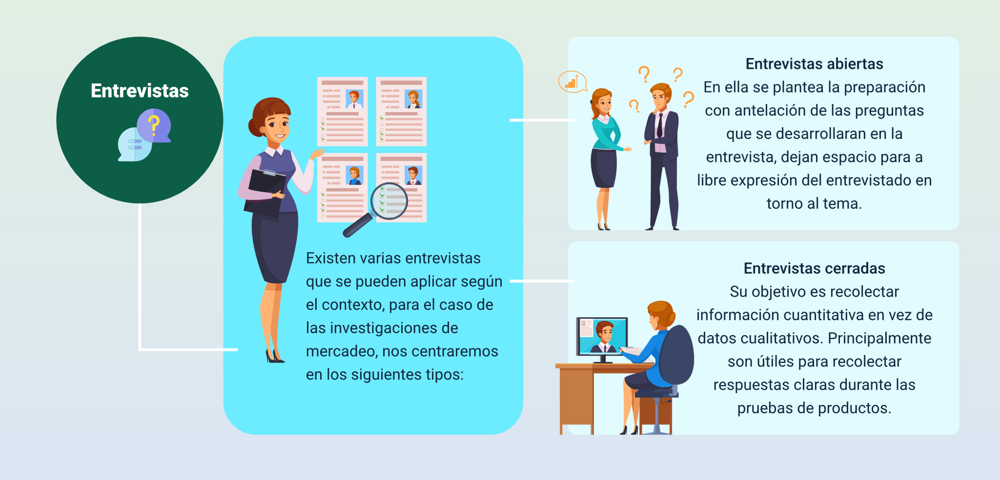 Entrevistas
Existen varias entrevistas
que se pueden aplicar según
el contexto, para el caso de
las investigaciones de
mercadeo, nos centraremos
en los siguientes tipos:
Entrevistas abiertas
En ella se plantea la preparación
con antelación de las preguntas
que se desarrollaran en la
entrevista, dejan espacio para a
libre expresión del entrevistado en
torno al tema.
Entrevistas cerradas
Su objetivo es recolectar
información cuantitativa en vez de
datos cualitativos. Principalmente
son útiles para recolectar
respuestas claras durante las
pruebas de productos.